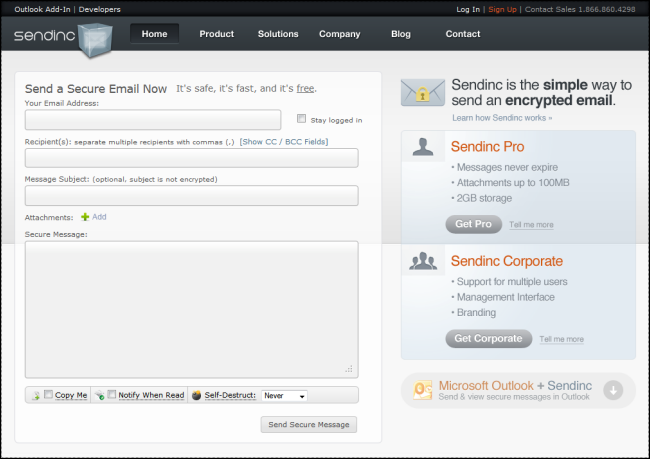 Outlook Add-In | Developers
Log In | Sign Up | Contact Sales 1.866.860.4298
sendinc
Home Product Solutions Company Blog Contact
Send a Secure Email Now It's safe, it's fast, and it's free.
Your Email Address:
Stay logged in
Recipient(s): separate multiple recipients with commas (,) [Show CC / BCC Fields]
Message Subject: (optional, subject is not encrypted)
Attachments: Add
Secure Message:
Copy Me Notify When Read Self-Destruct: Never
Send Secure Message
Sendinc is the simple way to
send an encrypted email.
Learn how Sendinc works »
Sendinc Pro
• Messages never expire
• Attachments up to 100MB
• 2GB storage
Get Pro Tell me more
Sendinc Corporate
• Support for multiple users
• Management Interface
• Branding
Get Corporate Tell me more
Microsoft Outlook + Sendinc
Send & view secure messages in Outlook